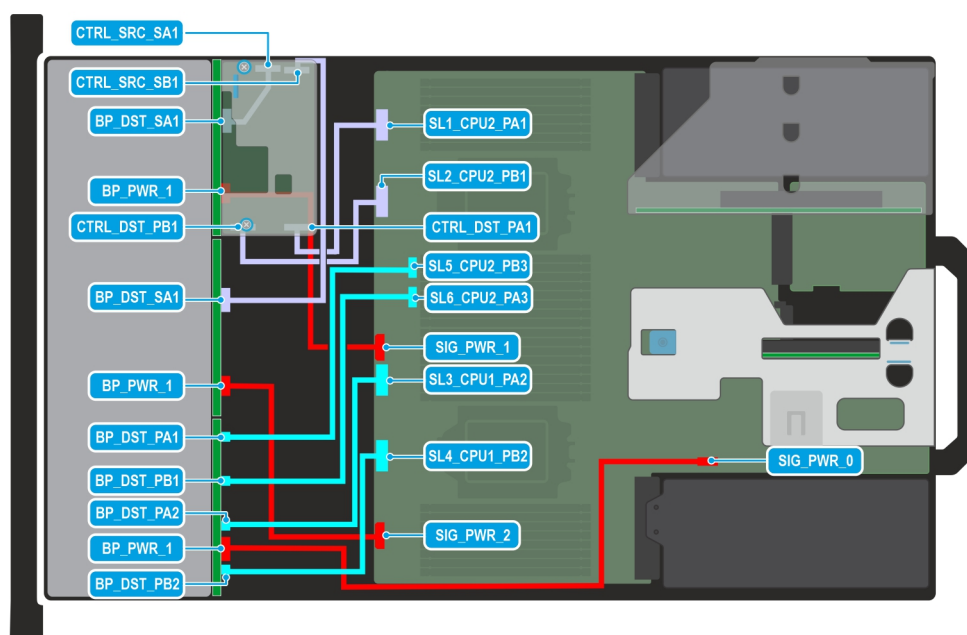 CTRL_SRC_SA1
CTRL_SRC_SB1
BP_DST_SA1
SL1_CPU2_PA1
SL2_CPU2_PB1
BP_PWR_1
CTRL_DST_PB1
CTRL_DST_PA1
SL5_CPU2_PB3
BP_DST_SA1
SL6_CPU2_PA3
SIG_PWR_1
BP_PWR_1
SL3_CPU1_PA2
BP_DST_PA1
SL4_CPU1_PB2
SIG_PWR_0
BP_DST_PB1
BP_DST_PA2
SIG_PWR_2
BP_PWR_1
BP_DST_PB2